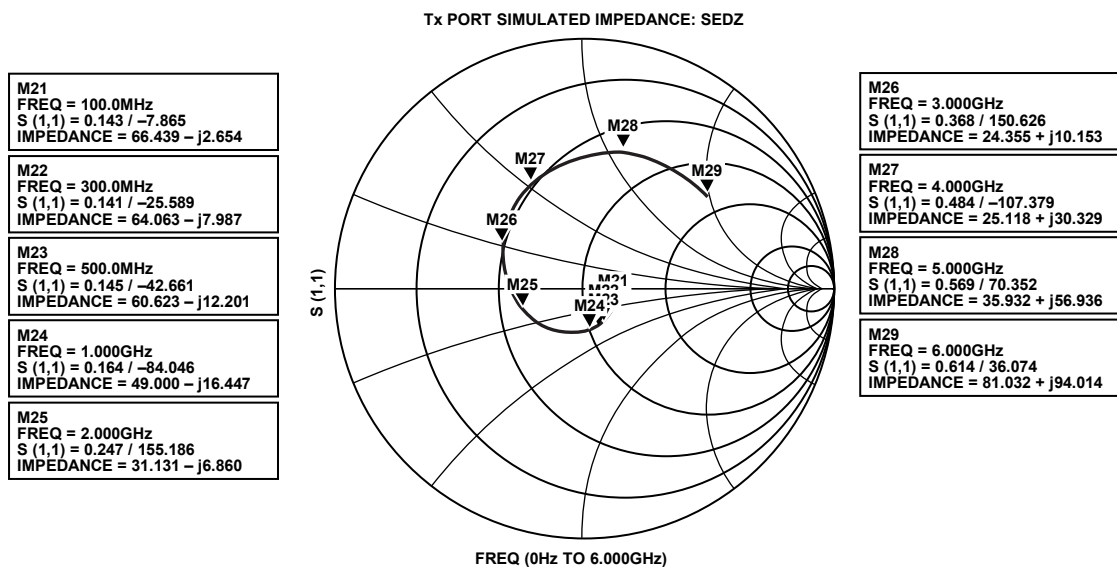 Tx PORT SIMULATED IMPEDANCE: SEDZ
M21
FREQ = 100.0MHz
S (1,1) = 0.143 / –7.865
IMPEDANCE = 66.439 – j2.654
M22
FREQ = 300.0MHz
S (1,1) = 0.141 / –25.589
IMPEDANCE = 64.063 – j7.987
M23
FREQ = 500.0MHz
S (1,1) = 0.145 / –42.661
IMPEDANCE = 60.623 – j12.201
M24
FREQ = 1.000GHz
S (1,1) = 0.164 / –84.046
IMPEDANCE = 49.000 – j16.447
M25
FREQ = 2.000GHz
S (1,1) = 0.247 / 155.186
IMPEDANCE = 31.131 – j6.860
S (1,1)
M28
M27
M29
M26
M25
M21
M22
M23
M24
FREQ (0Hz TO 6.000GHz)
M26
FREQ = 3.000GHz
S (1,1) = 0.368 / 150.626
IMPEDANCE = 24.355 + j10.153
M27
FREQ = 4.000GHz
S (1,1) = 0.484 / –107.379
IMPEDANCE = 25.118 + j30.329
M28
FREQ = 5.000GHz
S (1,1) = 0.569 / 70.352
IMPEDANCE = 35.932 + j56.936
M29
FREQ = 6.000GHz
S (1,1) = 0.614 / 36.074
IMPEDANCE = 81.032 + j94.014